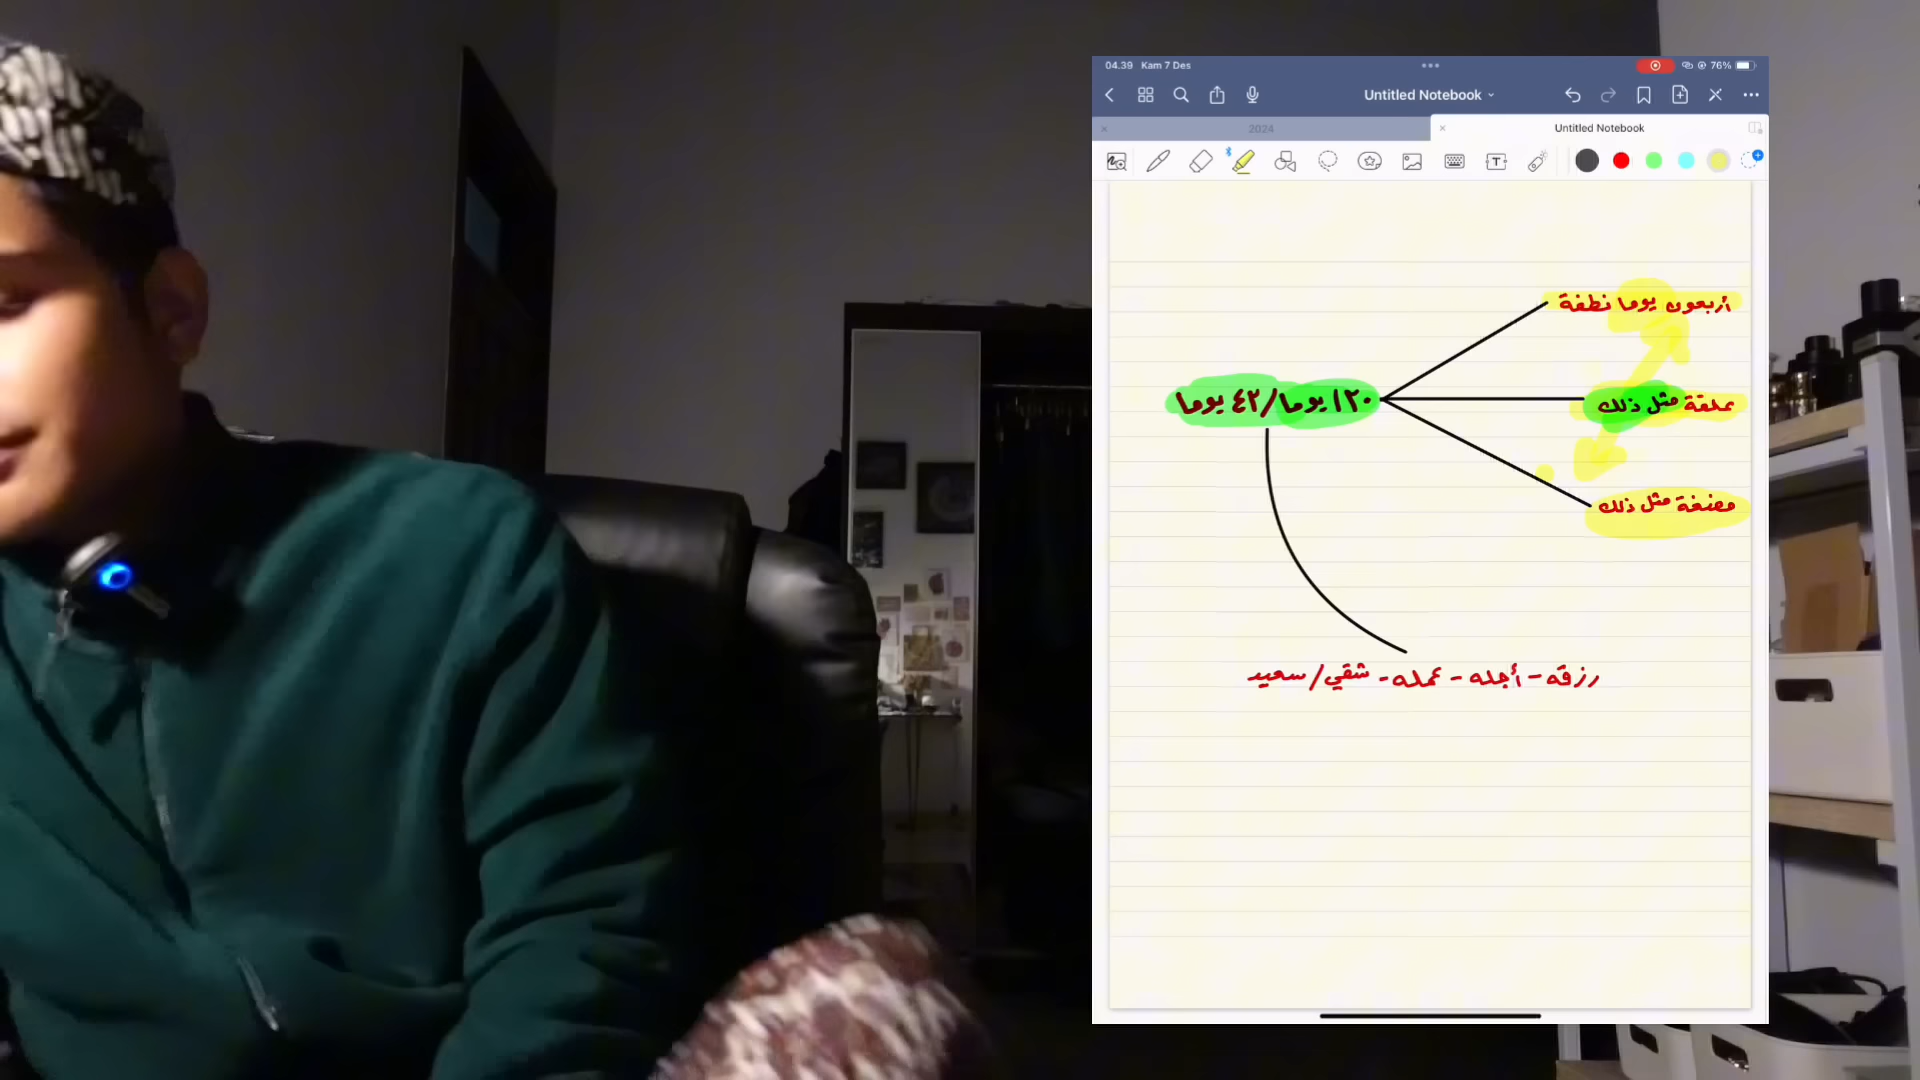 04.39 Kam 7 Des
76%
Untitled Notebook
2024
Untitled Notebook
T
أربعون يوما نطفة
١٢٠ يوما/٤٢ يوما
علقة مثل ذلك
مضغة مثل ذلك
رزقه - أجله - عمله - شقي/سعيد